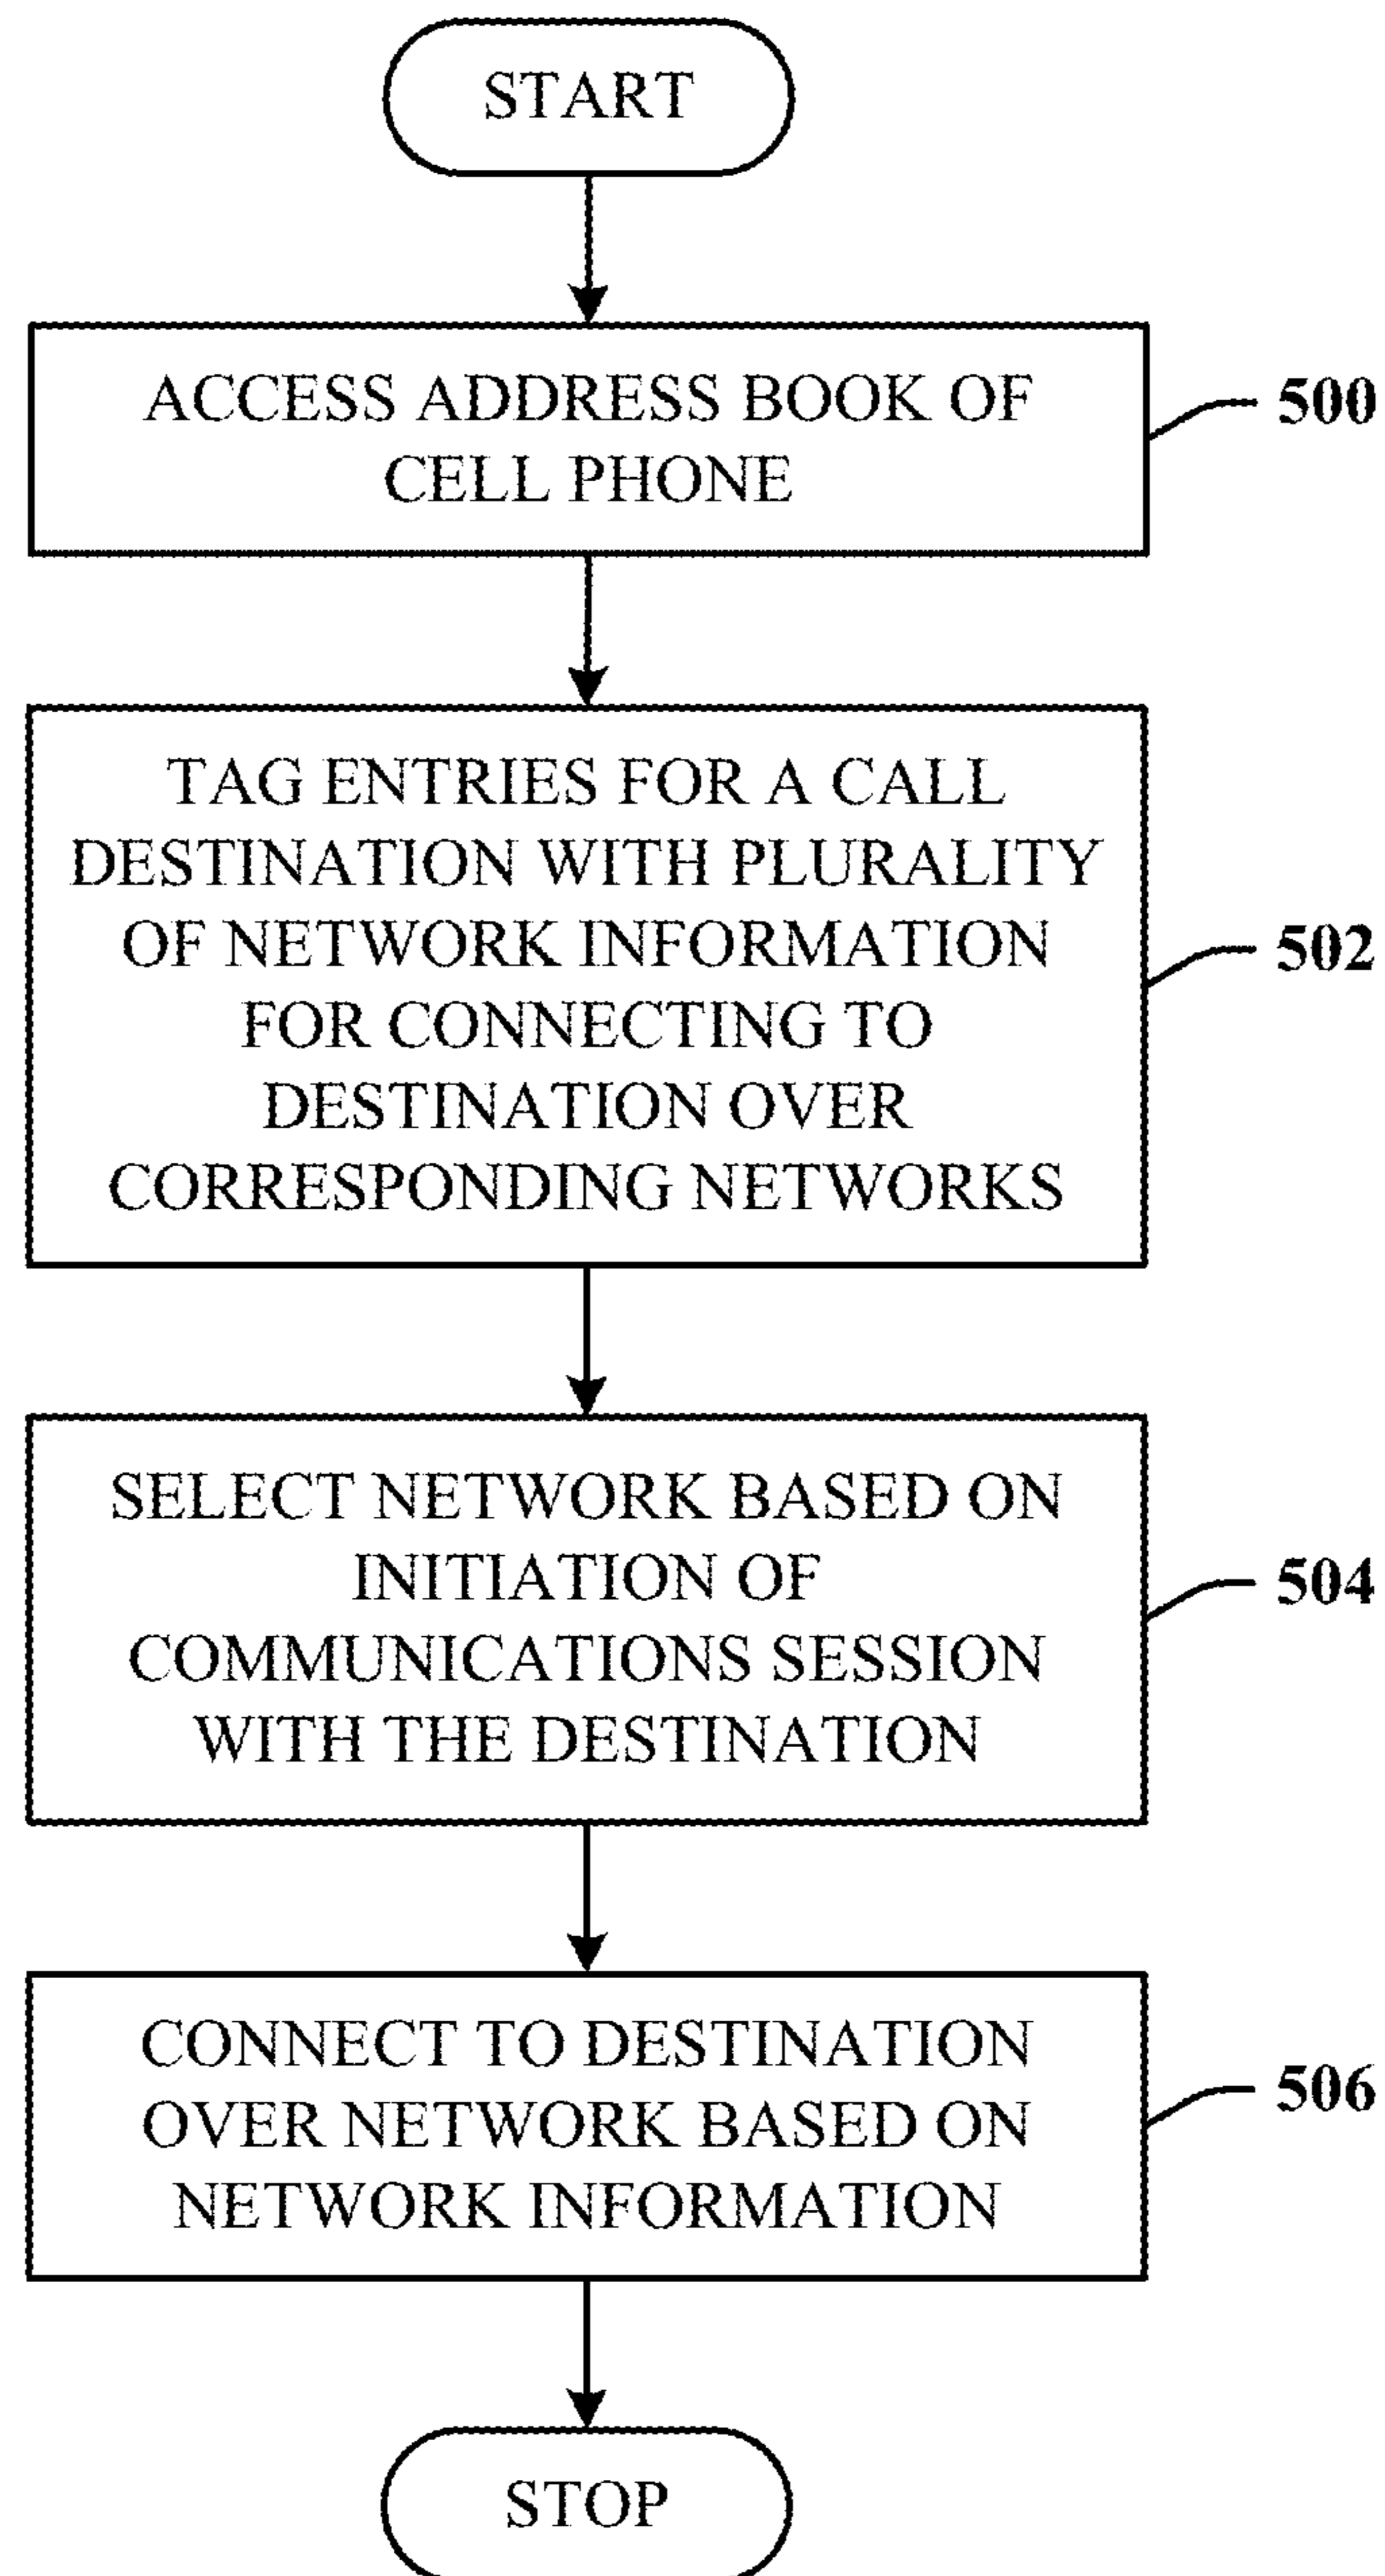 START
ACCESS ADDRESS BOOK OF
CELL PHONE
500
TAG ENTRIES FOR A CALL
DESTINATION WITH PLURALITY
OF NETWORK INFORMATION
FOR CONNECTING TO
DESTINATION OVER
CORRESPONDING NETWORKS
502
SELECT NETWORK BASED ON
INITIATION OF
COMMUNICATIONS SESSION
WITH THE DESTINATION
504
CONNECT TO DESTINATION
OVER NETWORK BASED ON
NETWORK INFORMATION
506
STOP